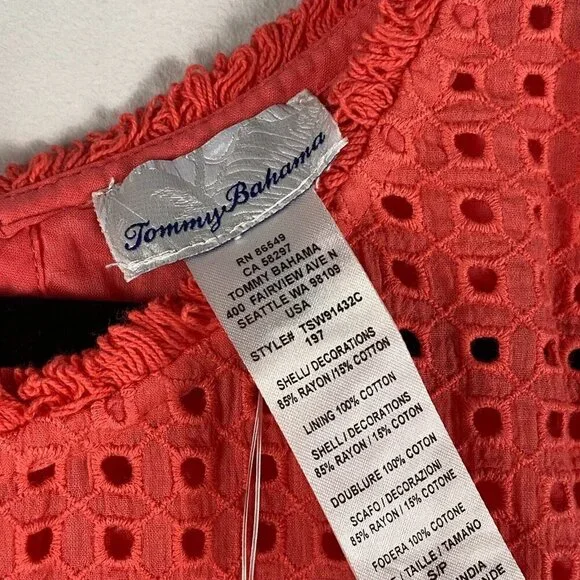 Tommy Bahama
RN 86549
CA 58297
TOMMY BAHAMA
400 FAIRVIEW AVE N
SEATTLE WA 98109
USA
STYLE# TSW91432C
197
SHELL/ DECORATIONS
85% RAYON / 15% COTTON
LINING 100% COTTON
SHELL / DECORATIONS
85% RAYON / 15% COTON
DOUBLURE 100% COTON
SCAFO / DECORAZIONI
85% RAYON / 15% COTONE
FODERA 100% COTONE
/ TAILLE / TAMAÑO
S/P
INDIA
DE